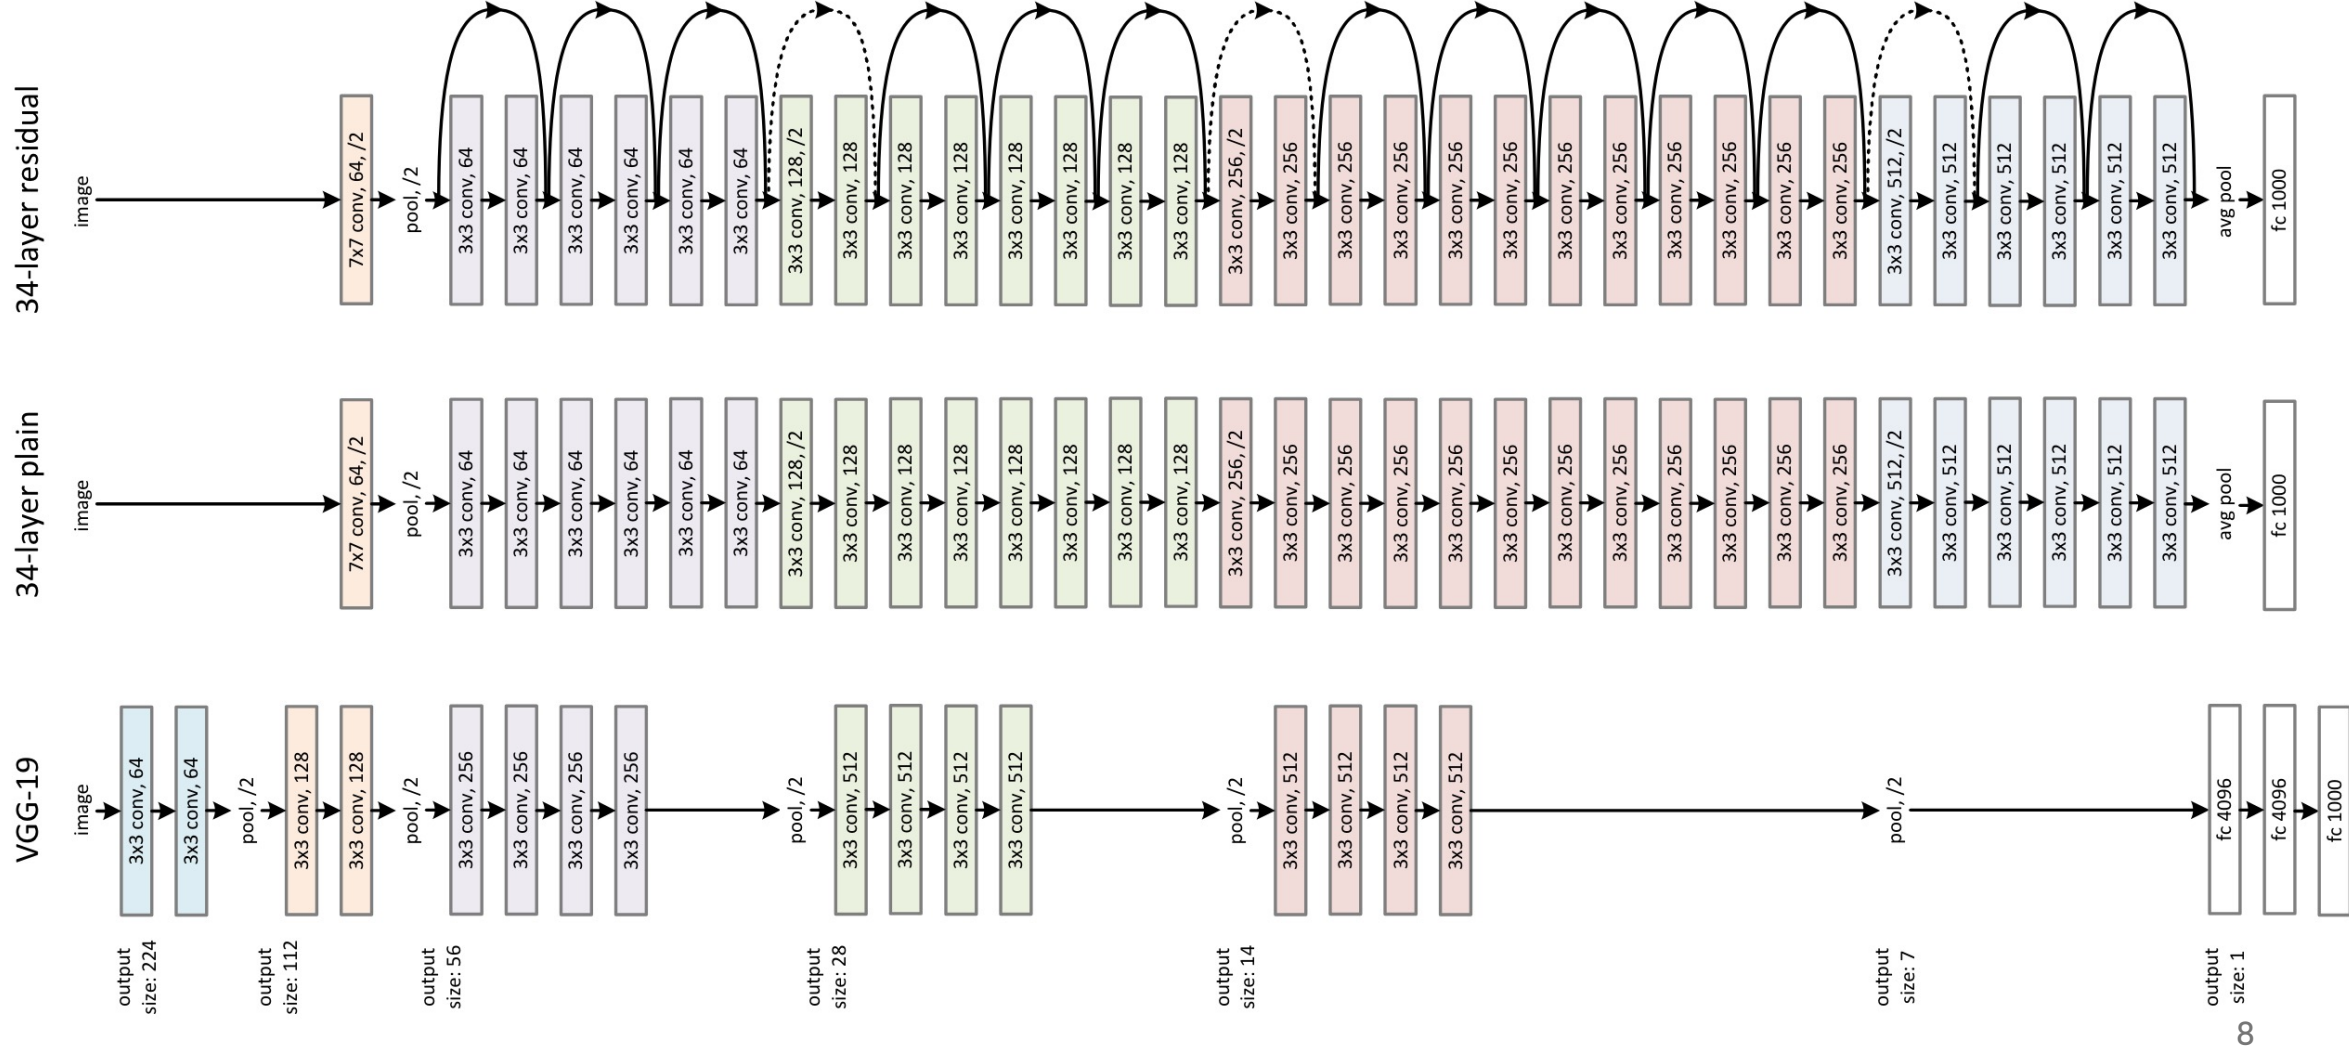 34-layer residual
image
7x7 conv, 64, /2
pool, /2
3x3 conv, 64
3x3 conv, 64
3x3 conv, 64
3x3 conv, 64
3x3 conv, 64
3x3 conv, 64
3x3 conv, 128, /2
3x3 conv, 128
3x3 conv, 128
3x3 conv, 128
3x3 conv, 128
3x3 conv, 128
3x3 conv, 128
3x3 conv, 128
3x3 conv, 256, /2
3x3 conv, 256
3x3 conv, 256
3x3 conv, 256
3x3 conv, 256
3x3 conv, 256
3x3 conv, 256
3x3 conv, 256
3x3 conv, 256
3x3 conv, 256
3x3 conv, 256
3x3 conv, 256
3x3 conv, 512, /2
3x3 conv, 512
3x3 conv, 512
3x3 conv, 512
3x3 conv, 512
3x3 conv, 512
avg pool
fc 1000
34-layer plain
image
7x7 conv, 64, /2
pool, /2
3x3 conv, 64
3x3 conv, 64
3x3 conv, 64
3x3 conv, 64
3x3 conv, 64
3x3 conv, 64
3x3 conv, 128, /2
3x3 conv, 128
3x3 conv, 128
3x3 conv, 128
3x3 conv, 128
3x3 conv, 128
3x3 conv, 128
3x3 conv, 128
3x3 conv, 256, /2
3x3 conv, 256
3x3 conv, 256
3x3 conv, 256
3x3 conv, 256
3x3 conv, 256
3x3 conv, 256
3x3 conv, 256
3x3 conv, 256
3x3 conv, 256
3x3 conv, 256
3x3 conv, 256
3x3 conv, 512, /2
3x3 conv, 512
3x3 conv, 512
3x3 conv, 512
3x3 conv, 512
3x3 conv, 512
avg pool
fc 1000
VGG-19
image
3x3 conv, 64
3x3 conv, 64
pool, /2
3x3 conv, 128
3x3 conv, 128
pool, /2
3x3 conv, 256
3x3 conv, 256
3x3 conv, 256
3x3 conv, 256
pool, /2
3x3 conv, 512
3x3 conv, 512
3x3 conv, 512
3x3 conv, 512
pool, /2
3x3 conv, 512
3x3 conv, 512
3x3 conv, 512
3x3 conv, 512
pool, /2
fc 4096
fc 4096
fc 1000
output
size: 224
output
size: 112
output
size: 56
output
size: 28
output
size: 14
output
size: 7
output
size: 1
8